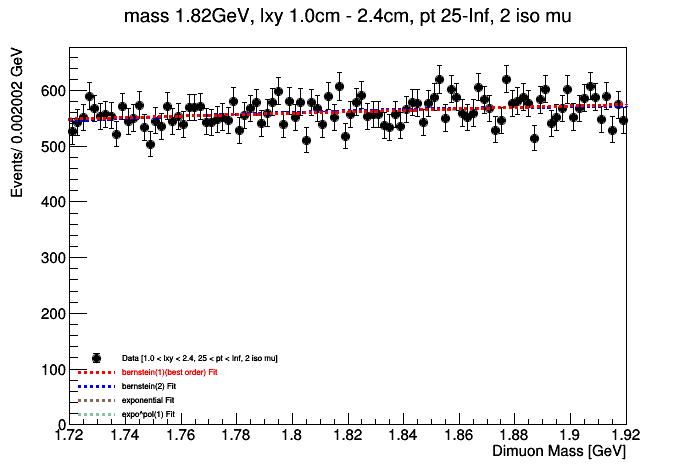 mass 1.82GeV, lxy 1.0cm - 2.4cm, pt 25-Inf, 2 iso mu
Events/ 0.002002 GeV
600
500
400
300
200
100
0
Data [1.0 < lxy < 2.4, 25 < pt < Inf, 2 iso mu]
bernstein(1)(best order) Fit
bernstein(2) Fit
exponential Fit
expo^pol(1) Fit
1.72 1.74 1.76 1.78 1.8 1.82 1.84 1.86 1.88 1.9 1.92
Dimuon Mass [GeV]